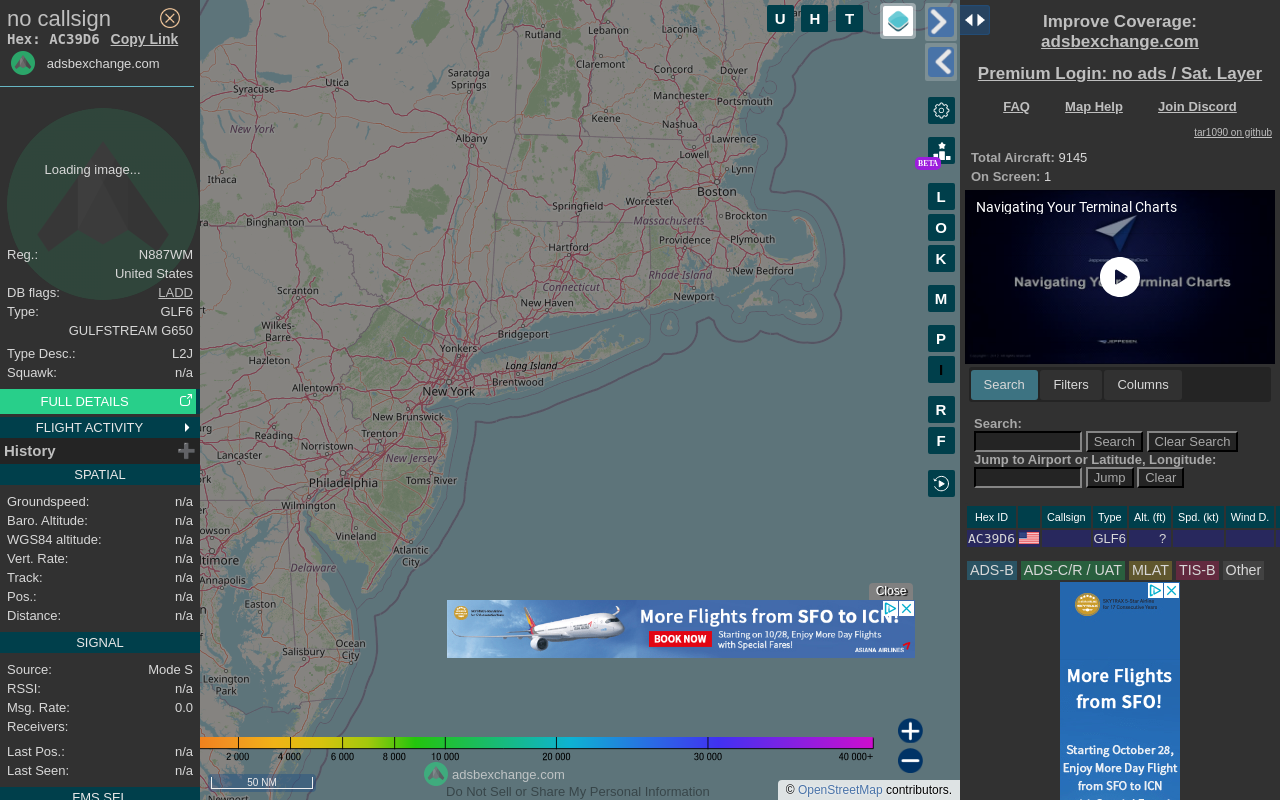 no callsign
Hex: AC39D6 Copy Link
adsbexchange.com
Loading image...
Reg.: N887WM
United States
DB flags: LADD
Type: GLF6
GULFSTREAM G650
Type Desc.: L2J
Squawk: n/a
FULL DETAILS
FLIGHT ACTIVITY
History
SPATIAL
Groundspeed: n/a
Baro. Altitude: n/a
WGS84 altitude: n/a
Vert. Rate: n/a
Track: n/a
Pos.: n/a
Distance: n/a
SIGNAL
Source: Mode S
RSSI: n/a
Msg. Rate: 0.0
Receivers:
Last Pos.: n/a
Last Seen: n/a
FMS SEL
U H T
Rutland
Lebanon
Laconia
Claremont
Concord
Dover
Saratoga
Springs
Utica
Syracuse
Manchester
Portsmouth
Keene
Nashua
New York
Albany
Lawrence
Lowell
Lynn
Ithaca
Boston
Worcester
Springfield
Massachusetts
Brockton
Binghamton
Hartford
Providence
Plymouth
Rhode Island
New Bedford
Connecticut
Newport
New Haven
Scranton
Wilkes-
Barre
Bridgeport
Yonkers
Hazleton
Long Island
Brentwood
New York
Allentown
New Brunswick
Reading
Trenton
Norristown
Lancaster
New Jersey
Toms River
Philadelphia
Wilmington
Vineland
Atlantic
City
Annapolis
Delaware
Easton
Ocean
City
Salisbury
Lexington
Park
BETA
L
O
K
M
P
I
R
F
Close
More Flights from SFO to ICN!
BOOK NOW Starting on 10/28, Enjoy More Day Flights
with Special Fares!
ASIANA AIRLINES
2 000 4 000 6 000 8 000 10 000 20 000 30 000 40 000+
50 NM
adsbexchange.com
Do Not Sell or Share My Personal Information
© OpenStreetMap contributors.
Improve Coverage:
adsbexchange.com
Premium Login: no ads / Sat. Layer
FAQ Map Help Join Discord
tar1090 on github
Total Aircraft: 9145
On Screen: 1
Navigating Your Terminal Charts
Search Filters Columns
Search:
Search Clear Search
Jump to Airport or Latitude, Longitude:
Jump Clear
Hex ID Callsign Type Alt. (ft) Spd. (kt) Wind D.
AC39D6 GLF6 ?
ADS-B ADS-C/R / UAT MLAT TIS-B Other
More Flights
from SFO!
Starting October 28,
Enjoy More Day Flight
from SFO to ICN